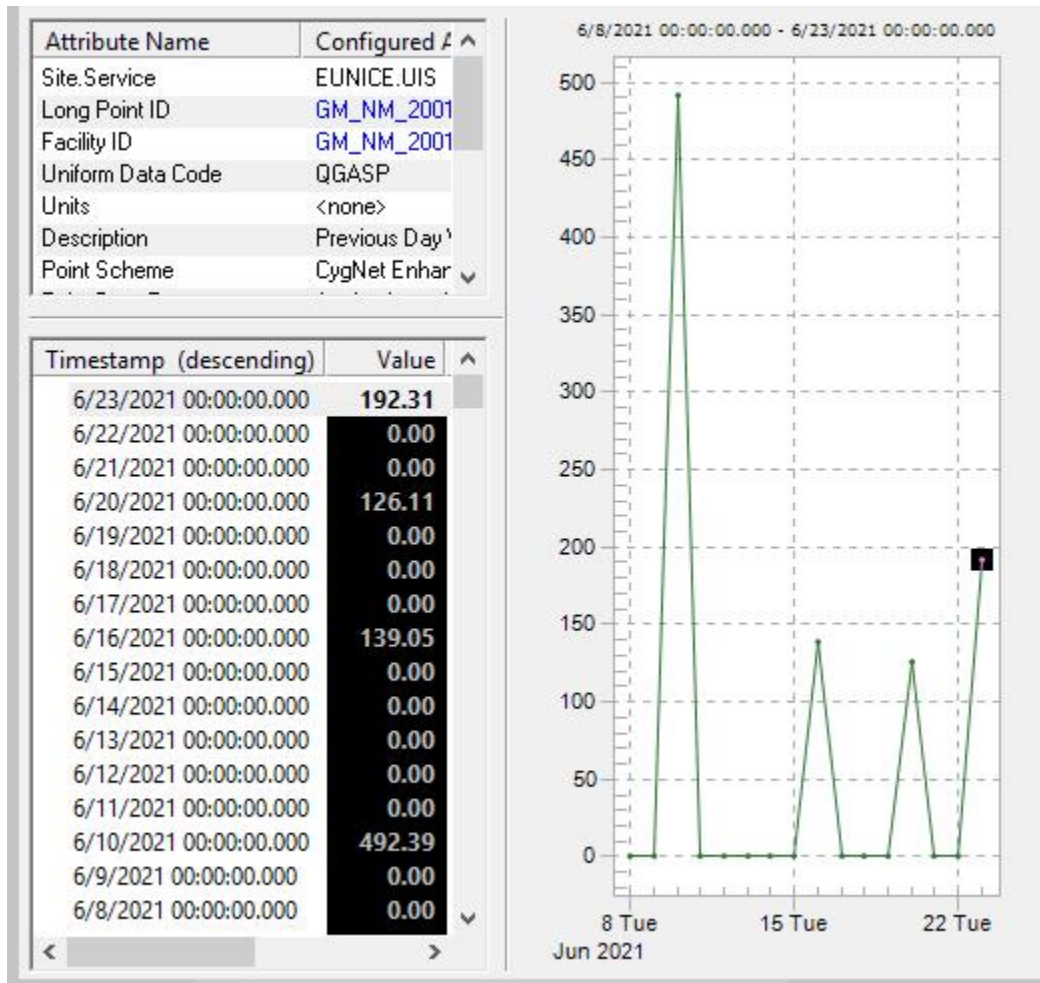 Attribute Name Configured A
Site.Service EUNICE.UIS
Long Point ID GM_NM_2001
Facility ID GM_NM_2001
Uniform Data Code QGASP
Units <none>
Description Previous Day
Point Scheme CygNet Enhan
Timestamp (descending) Value
6/23/2021 00:00:00.000 192.31
6/22/2021 00:00:00.000 0.00
6/21/2021 00:00:00.000 0.00
6/20/2021 00:00:00.000 126.11
6/19/2021 00:00:00.000 0.00
6/18/2021 00:00:00.000 0.00
6/17/2021 00:00:00.000 0.00
6/16/2021 00:00:00.000 139.05
6/15/2021 00:00:00.000 0.00
6/14/2021 00:00:00.000 0.00
6/13/2021 00:00:00.000 0.00
6/12/2021 00:00:00.000 0.00
6/11/2021 00:00:00.000 0.00
6/10/2021 00:00:00.000 492.39
6/9/2021 00:00:00.000 0.00
6/8/2021 00:00:00.000 0.00
6/8/2021 00:00:00.000 - 6/23/2021 00:00:00.000
500
450
400
350
300
250
200
150
100
50
0
8 Tue 15 Tue 22 Tue
Jun 2021